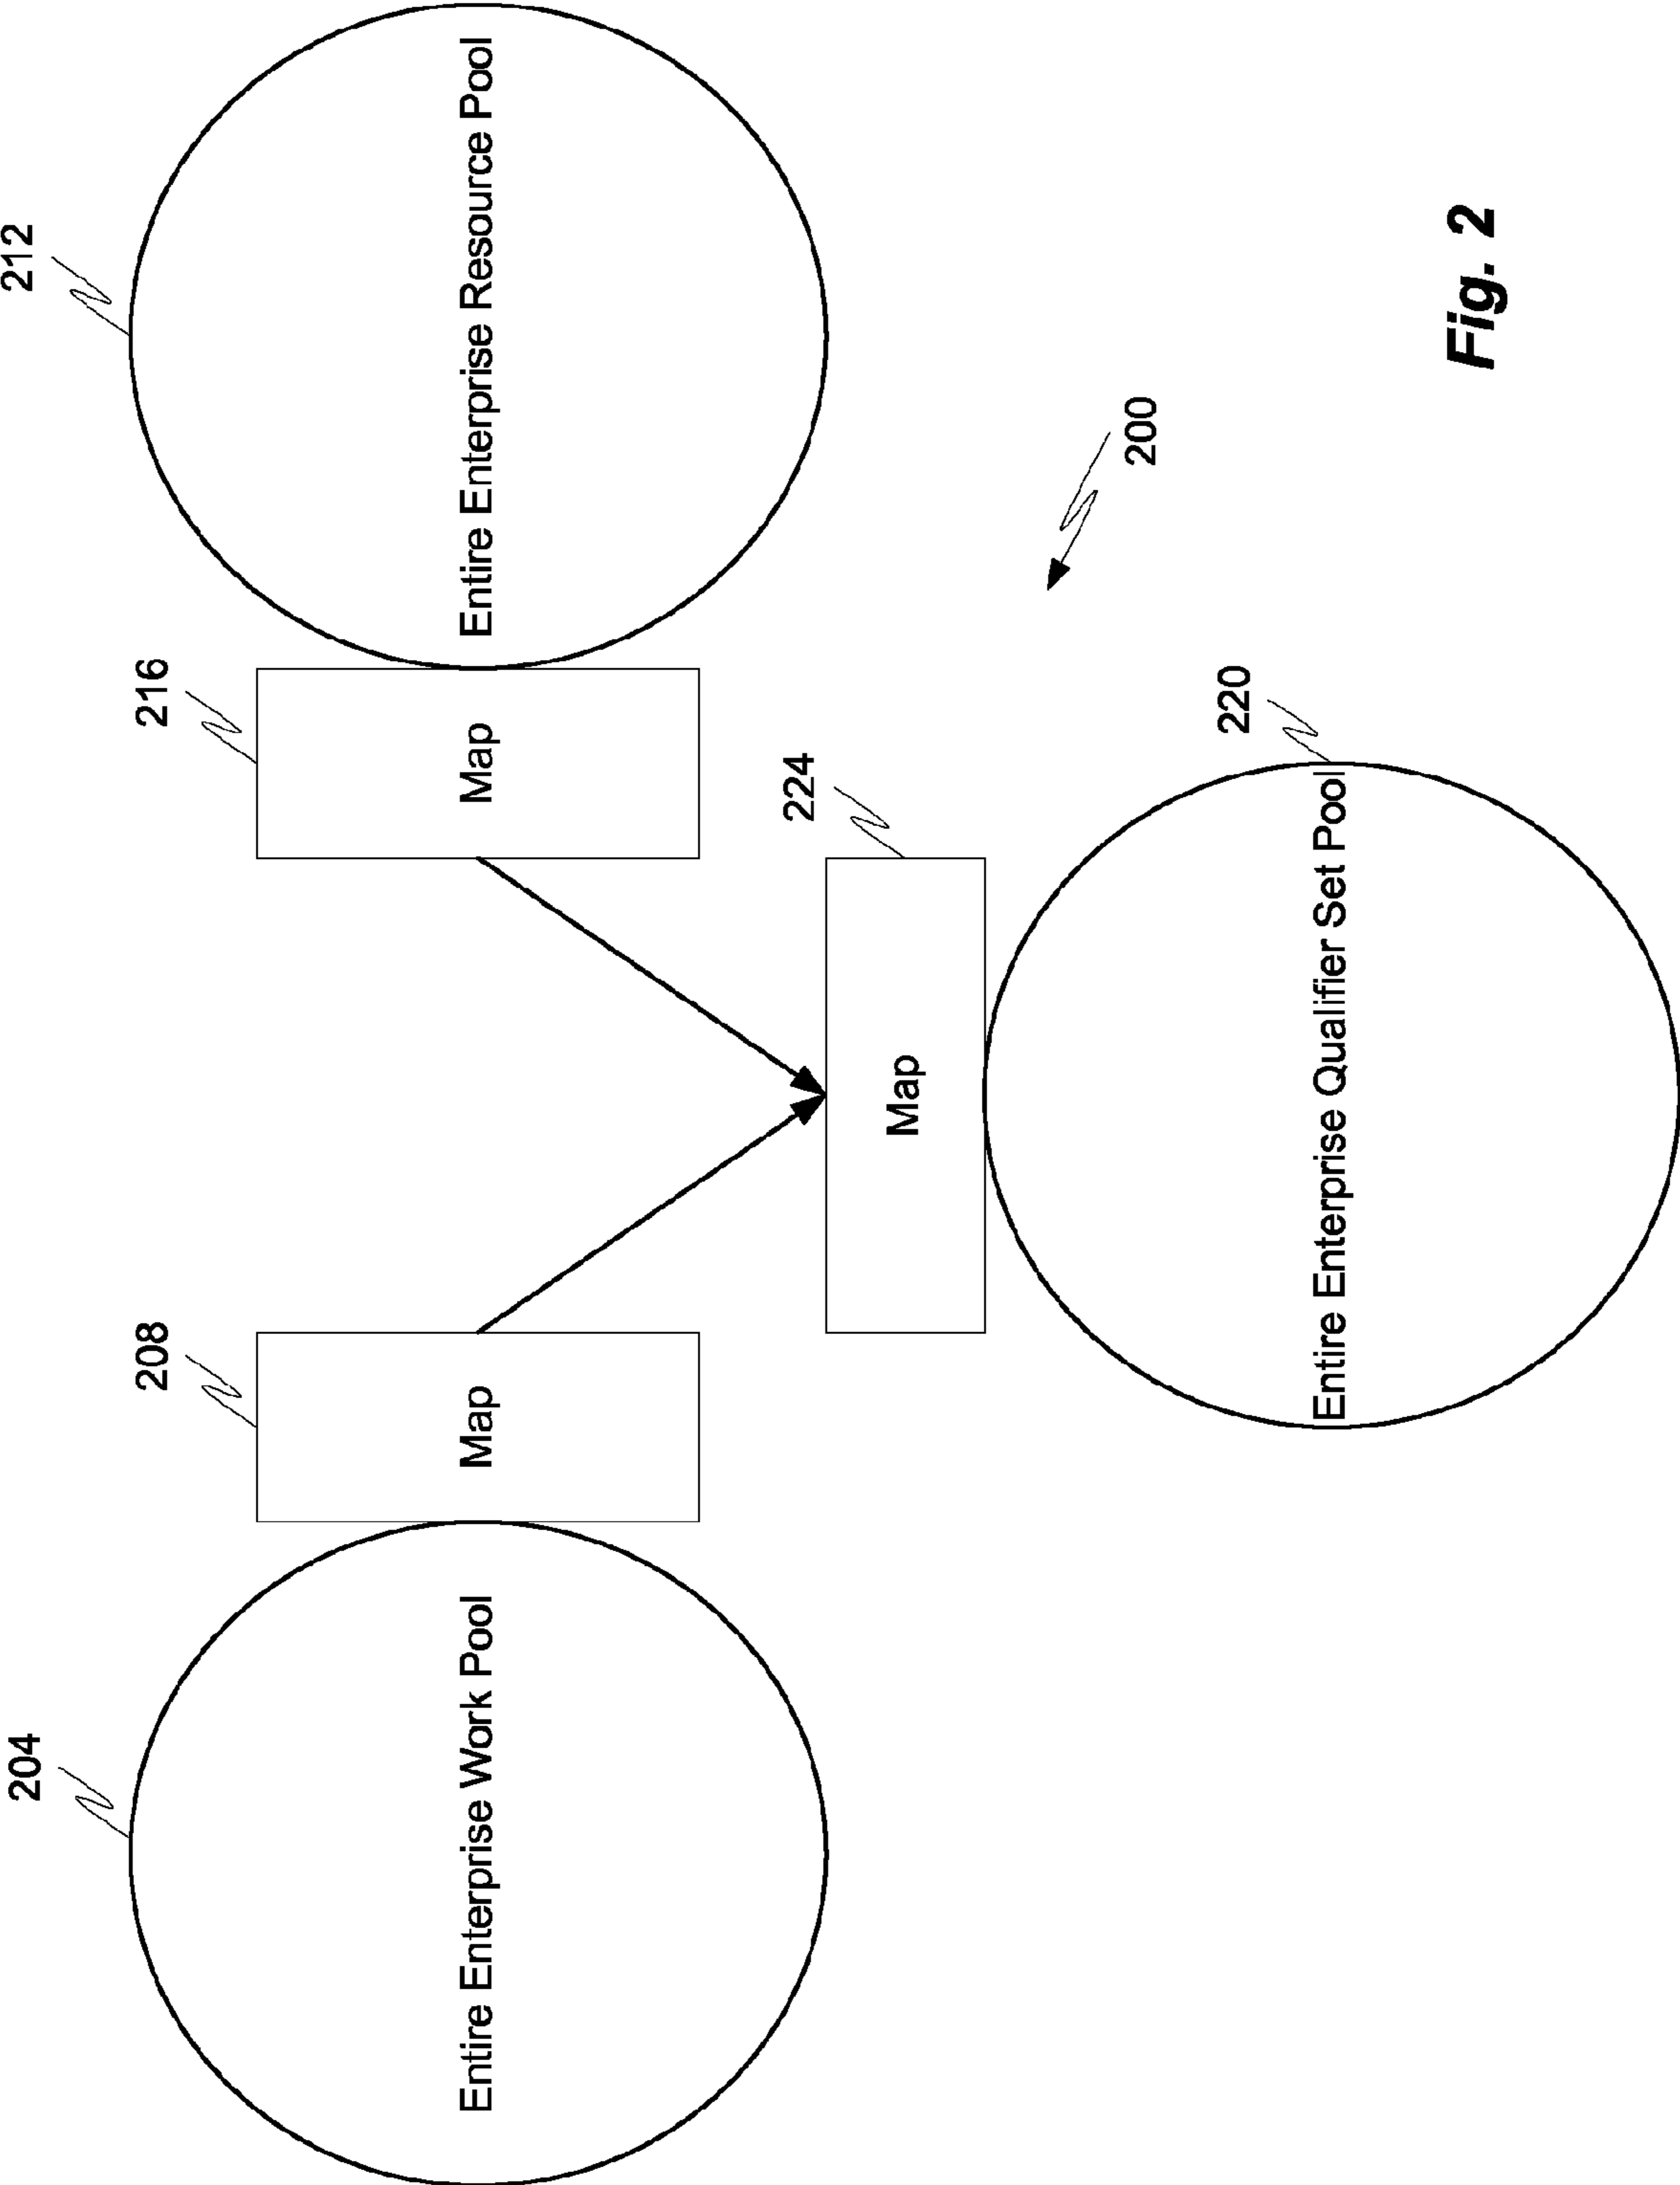 204
212
208
216
Entire Enterprise Work Pool
Map
Map
Entire Enterprise Resource Pool
224
Map
200
220
Entire Enterprise Qualifier Set Pool
Fig. 2